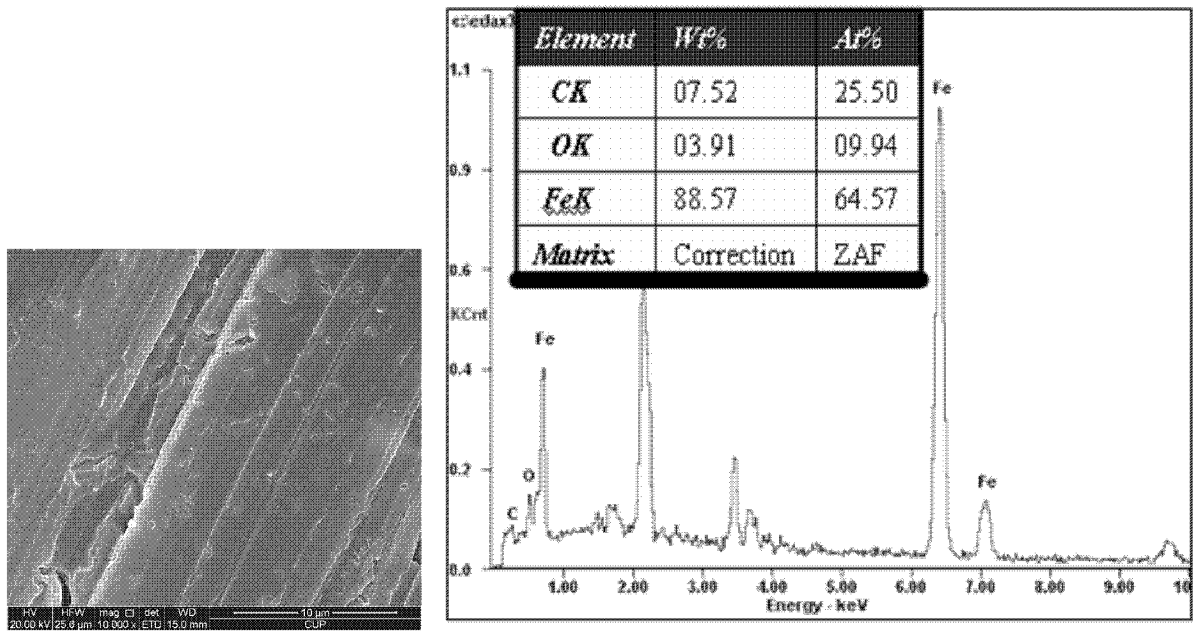 Element Wt% At%
CK 07.52 25.50
OK 03.91 09.94
FeK 88.57 64.57
Matrix Correction ZAF
1.1
0.9
0.6
KCnt
0.4
0.2
0.0
Fe
Fe
O
C
Fe
1.00 2.00 3.00 4.00 5.00 6.00 7.00 8.00 9.00 10
Energy - keV
HV HFW mag det WD 10 µm
20.00 kV 25.6 µm 10 000 x ETD 15.0 mm CUP